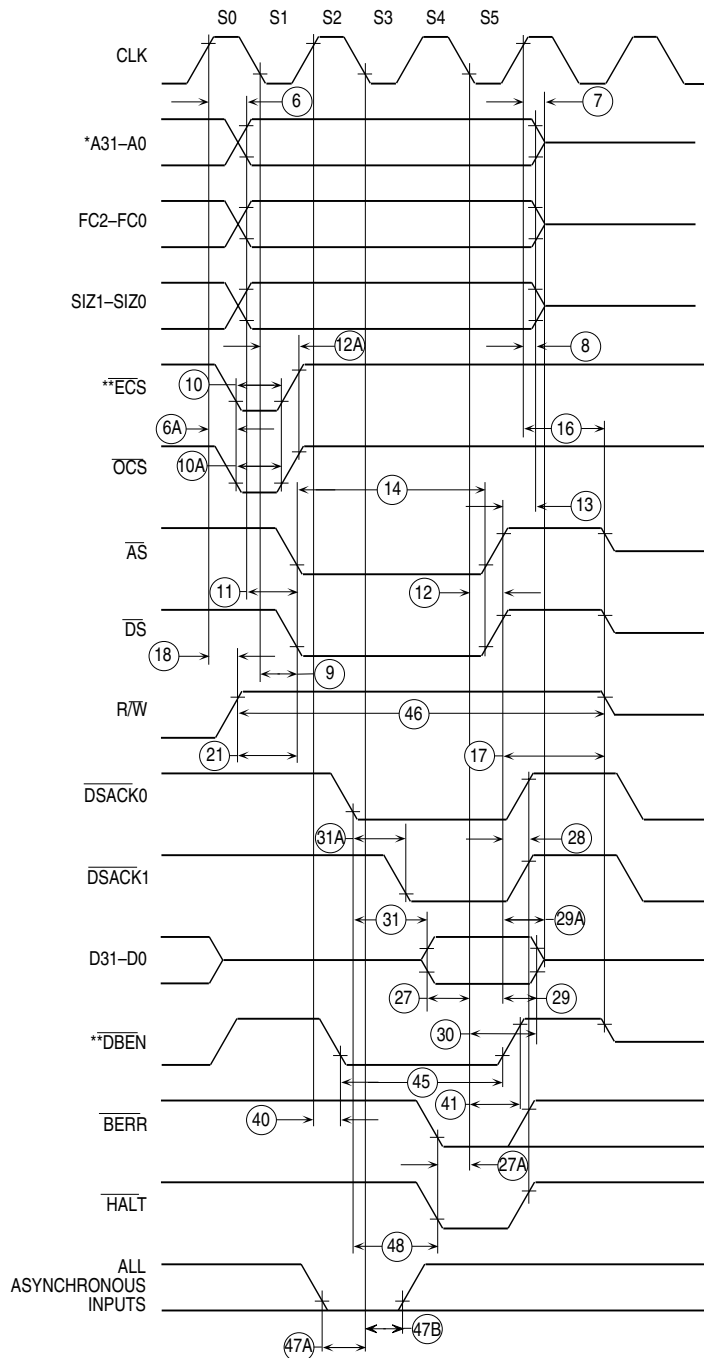 S0 S1 S2 S3 S4 S5
CLK
6 7
*A31–A0
FC2–FC0
SIZ1–SIZ0
12A 8
**ECS
10
6A 16
OCS
10A
14
13
AS
11 12
DS
18
9
R/W
46
21 17
DSACK0
31A 28
DSACK1
31 29A
D31–D0
27 29
30
**DBEN
45
41
40
BERR
27A
HALT
48
ALL
ASYNCHRONOUS
INPUTS
47A 47B